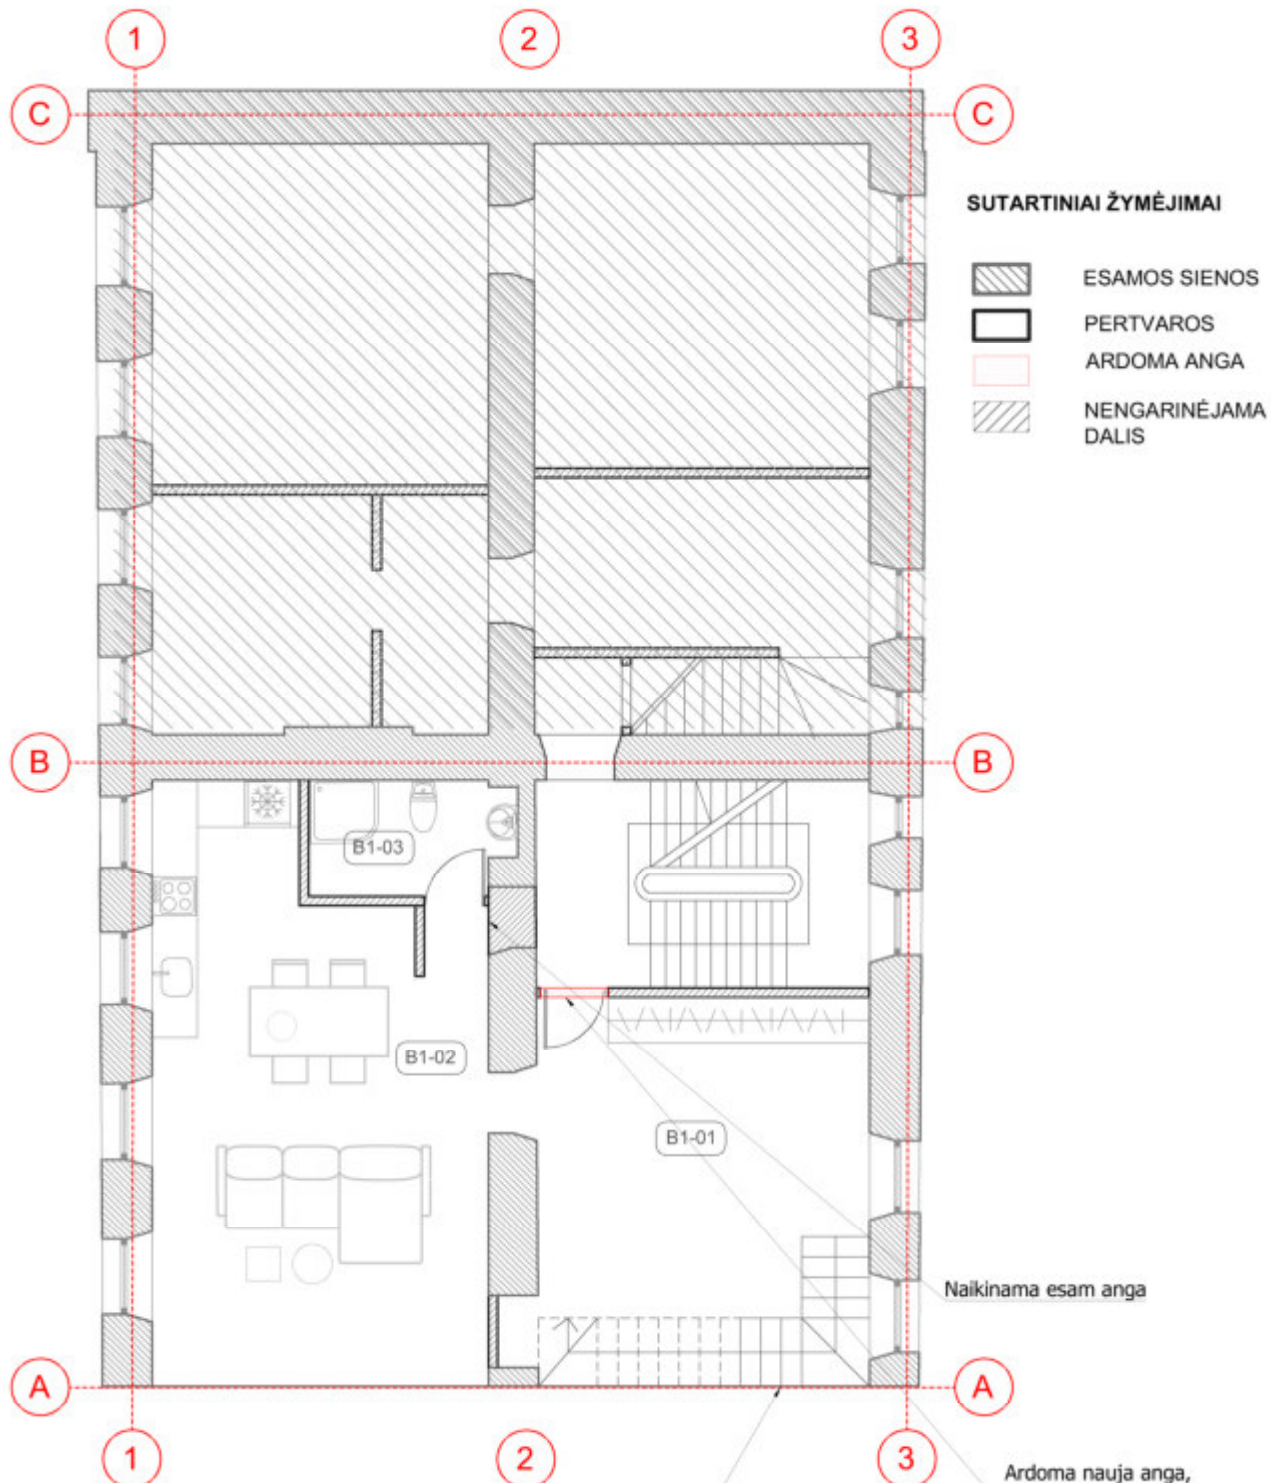 1 2 3
C C
SUTARTINIAI ŽYMĖJIMAI
ESAMOS SIENOS
PERTVAROS
ARDOMA ANGA
NENGARINĖJAMA
DALIS
B B
B1-03
B1-02
B1-01
Naikinama esam anga
A A
1 2 3
Ardoma nauja anga,